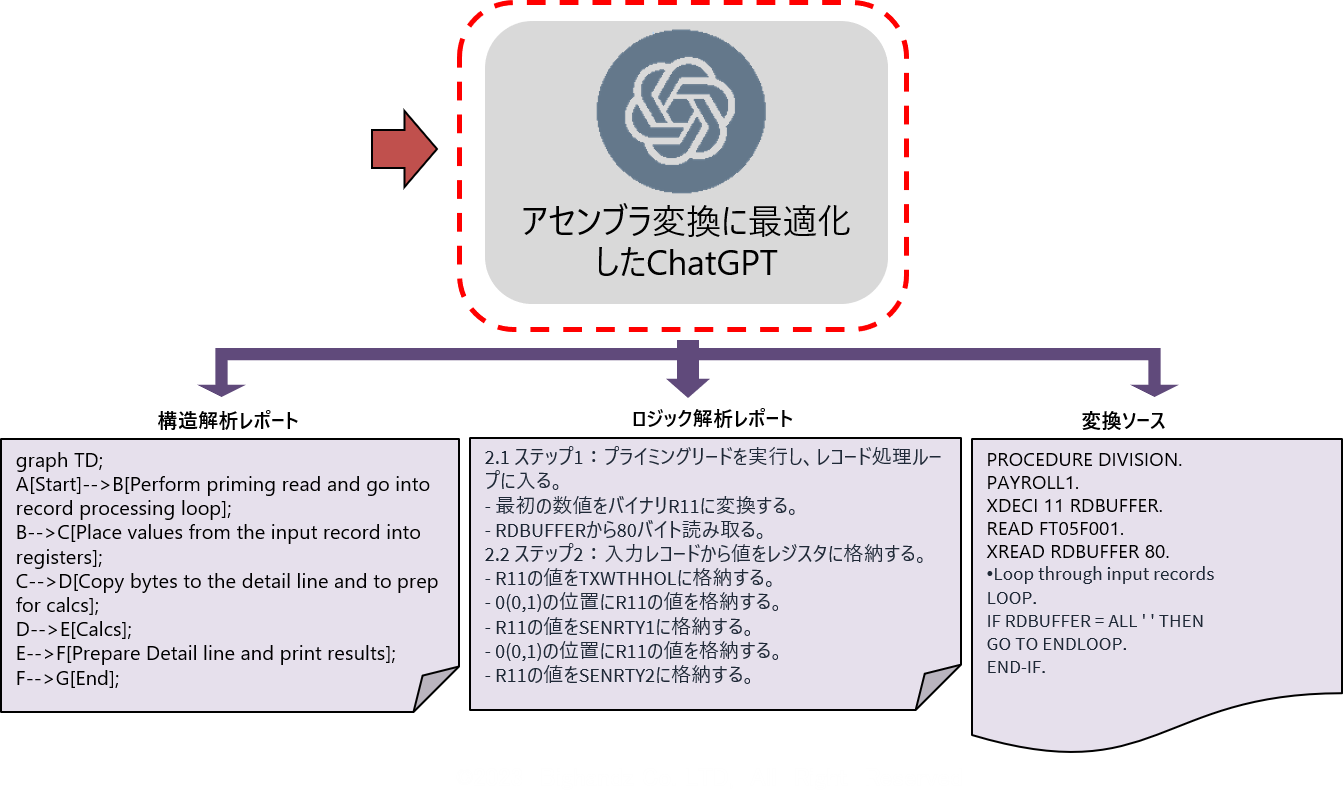 アセンブラ変換に最適化
したChatGPT
構造解析レポート
graph TD;
A[Start]-->B[Perform priming read and go into
record processing loop];
B-->C[Place values from the input record into
registers];
C-->D[Copy bytes to the detail line and to prep
for calcs];
D-->E[Calcs];
E-->F[Prepare Detail line and print results];
F-->G[End];
ロジック解析レポート
2.1 ステップ1：プライミングリードを実行し、レコード処理ルー
プに入る。
- 最初の数値をバイナリR11に変換する。
- RDBUFFERから80バイト読み取る。
2.2 ステップ2：入力レコードから値をレジスタに格納する。
- R11の値をTXWTHHOLに格納する。
- 0(0,1)の位置にR11の値を格納する。
- R11の値をSENRTY1に格納する。
- 0(0,1)の位置にR11の値を格納する。
- R11の値をSENRTY2に格納する。
変換ソース
PROCEDURE DIVISION.
PAYROLL1.
XDECI 11 RDBUFFER.
READ FT05F001.
XREAD RDBUFFER 80.
•Loop through input records
LOOP.
IF RDBUFFER = ALL ' ' THEN
GO TO ENDLOOP.
END-IF.